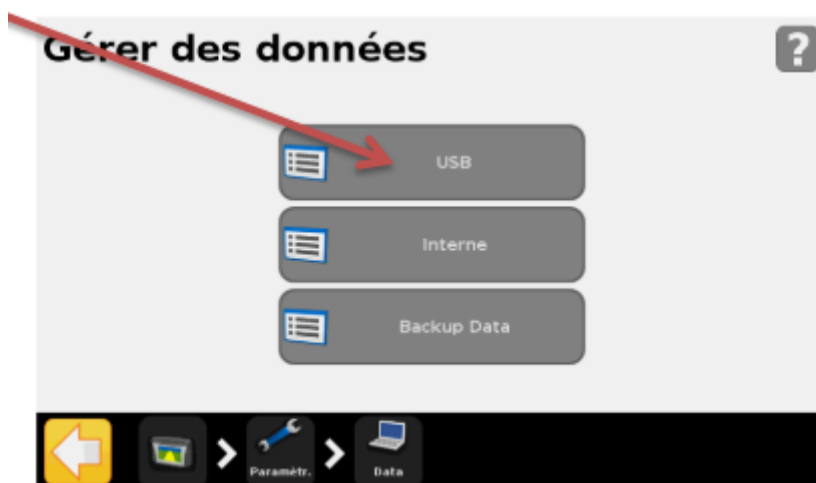 Gérer des données
?
USB
Interne
Backup Data
Paramétr.
Data